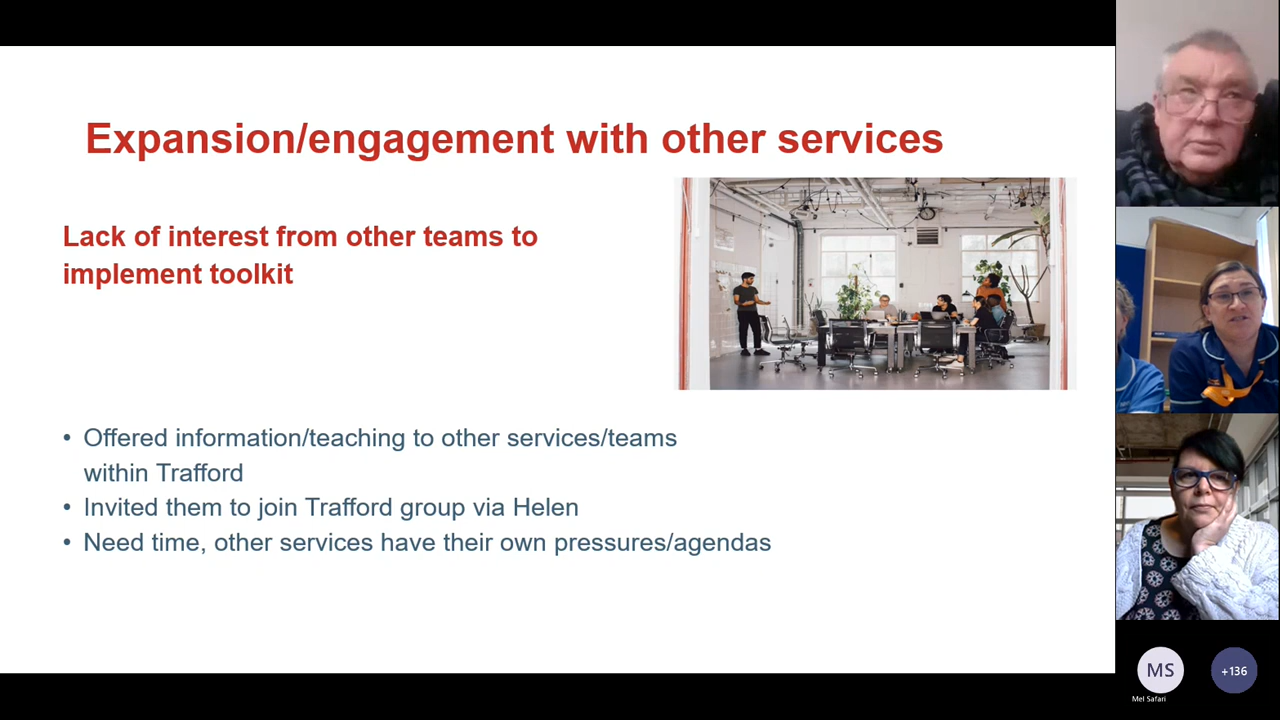 Expansion/engagement with other services
Lack of interest from other teams to
implement toolkit
• Offered information/teaching to other services/teams
within Trafford
• Invited them to join Trafford group via Helen
• Need time, other services have their own pressures/agendas
MS
+136
Mel Safari